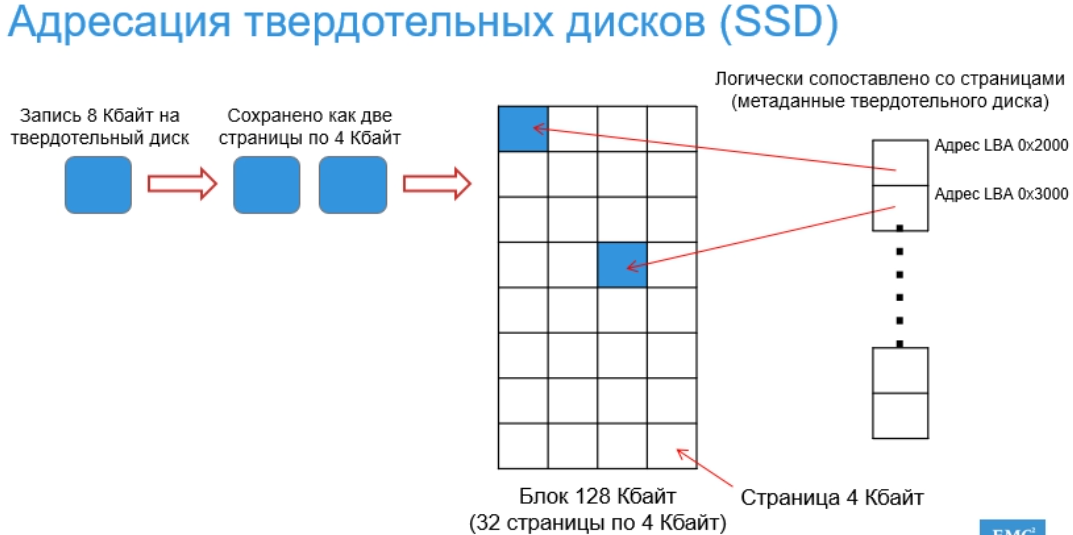 Адресация твердотельных дисков (SSD)
Логически сопоставлено со страницами
(метаданные твердотельного диска)
Запись 8 Кбайт на
твердотельный диск
Сохранено как две
страницы по 4 Кбайт
Адрес LBA 0x2000
Адрес LBA 0x3000
Блок 128 Кбайт
(32 страницы по 4 Кбайт)
Страница 4 Кбайт
EMC²